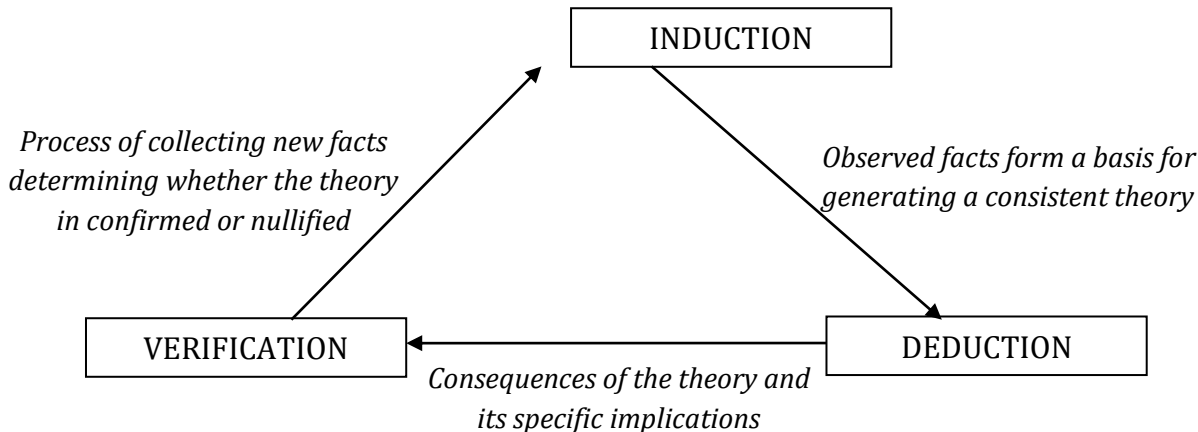 INDUCTION
Process of collecting new facts
determining whether the theory
in confirmed or nullified
Observed facts form a basis for
generating a consistent theory
VERIFICATION
DEDUCTION
Consequences of the theory and
its specific implications